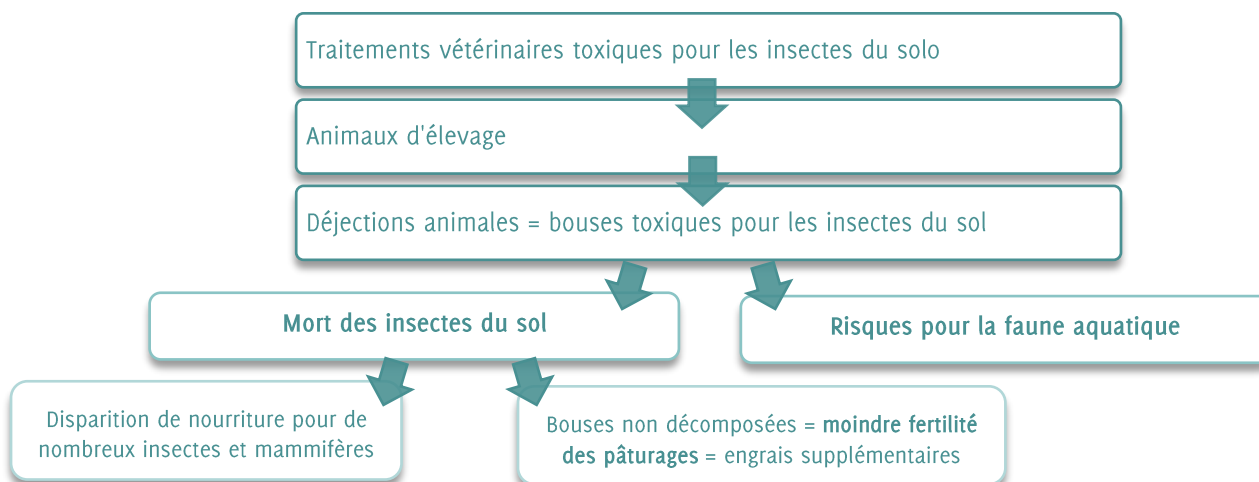 Traitements vétérinaires toxiques pour les insectes du solo
Animaux d'élevage
Déjections animales = bouses toxiques pour les insectes du sol
Mort des insectes du sol
Risques pour la faune aquatique
Disparition de nourriture pour de
nombreux insectes et mammifères
Bouses non décomposées = moindre fertilité
des pâturages = engrais supplémentaires